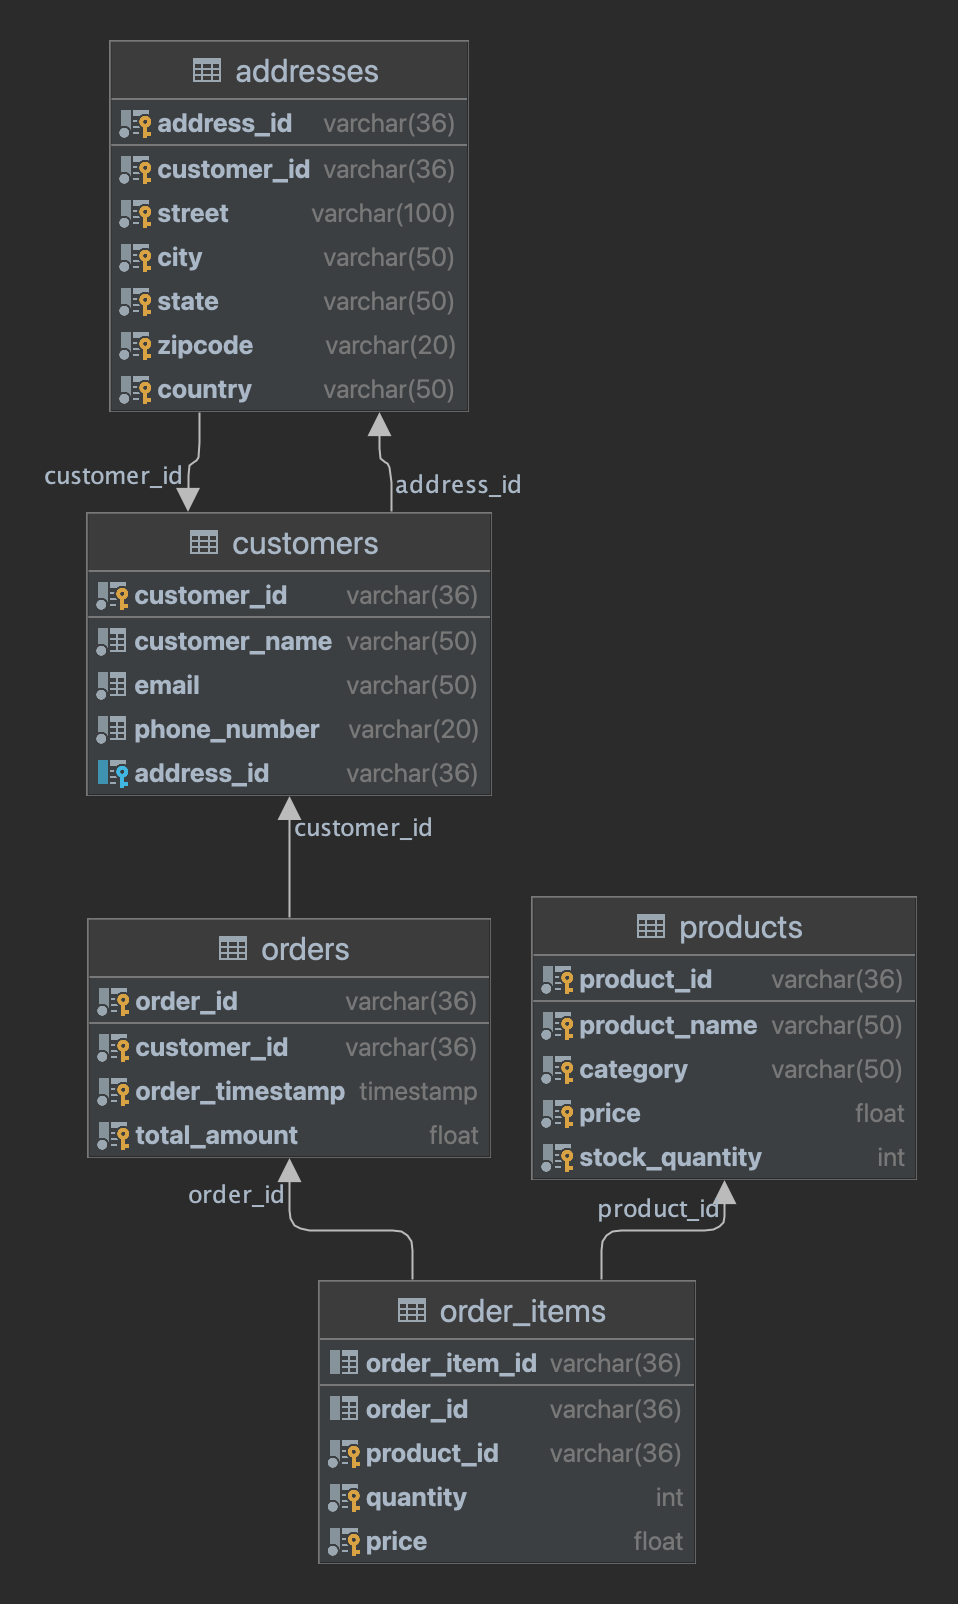 addresses
address_id varchar(36)
customer_id varchar(36)
street varchar(100)
city varchar(50)
state varchar(50)
zipcode varchar(20)
country varchar(50)
customer_id
address_id
customers
customer_id varchar(36)
customer_name varchar(50)
email varchar(50)
phone_number varchar(20)
address_id varchar(36)
customer_id
orders
order_id varchar(36)
customer_id varchar(36)
order_timestamp timestamp
total_amount float
products
product_id varchar(36)
product_name varchar(50)
category varchar(50)
price float
stock_quantity int
order_id
product_id
order_items
order_item_id varchar(36)
order_id varchar(36)
product_id varchar(36)
quantity int
price float